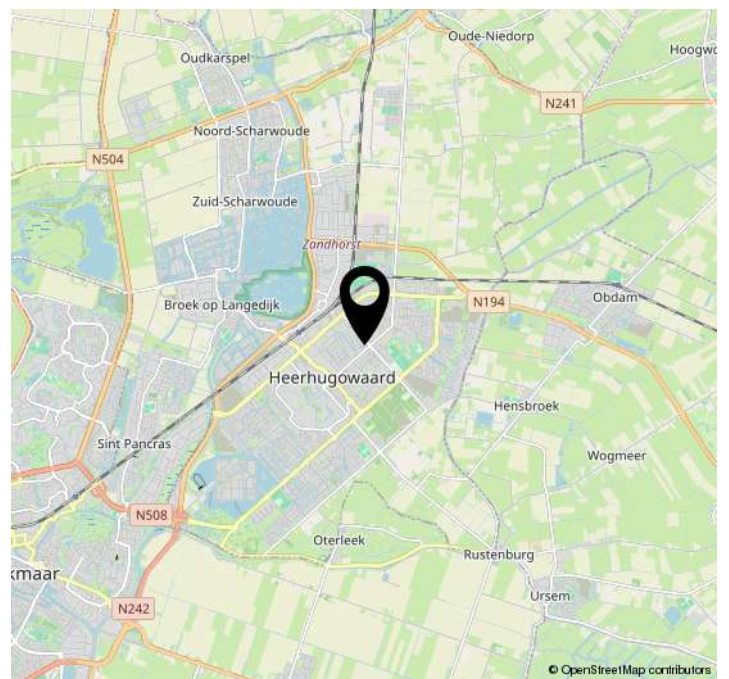 Oude-Niedorp
Hoogwo
Oudkarspel
N241
Noord-Scharwoude
N504
Zuid-Scharwoude
Zandhorst
Broek op Langedijk
N194
Obdam
Heerhugowaard
Hensbroek
Sint Pancras
Wogmeer
N508
Oterleek
Rustenburg
kmaar
Ursem
N242
© OpenStreetMap contributors